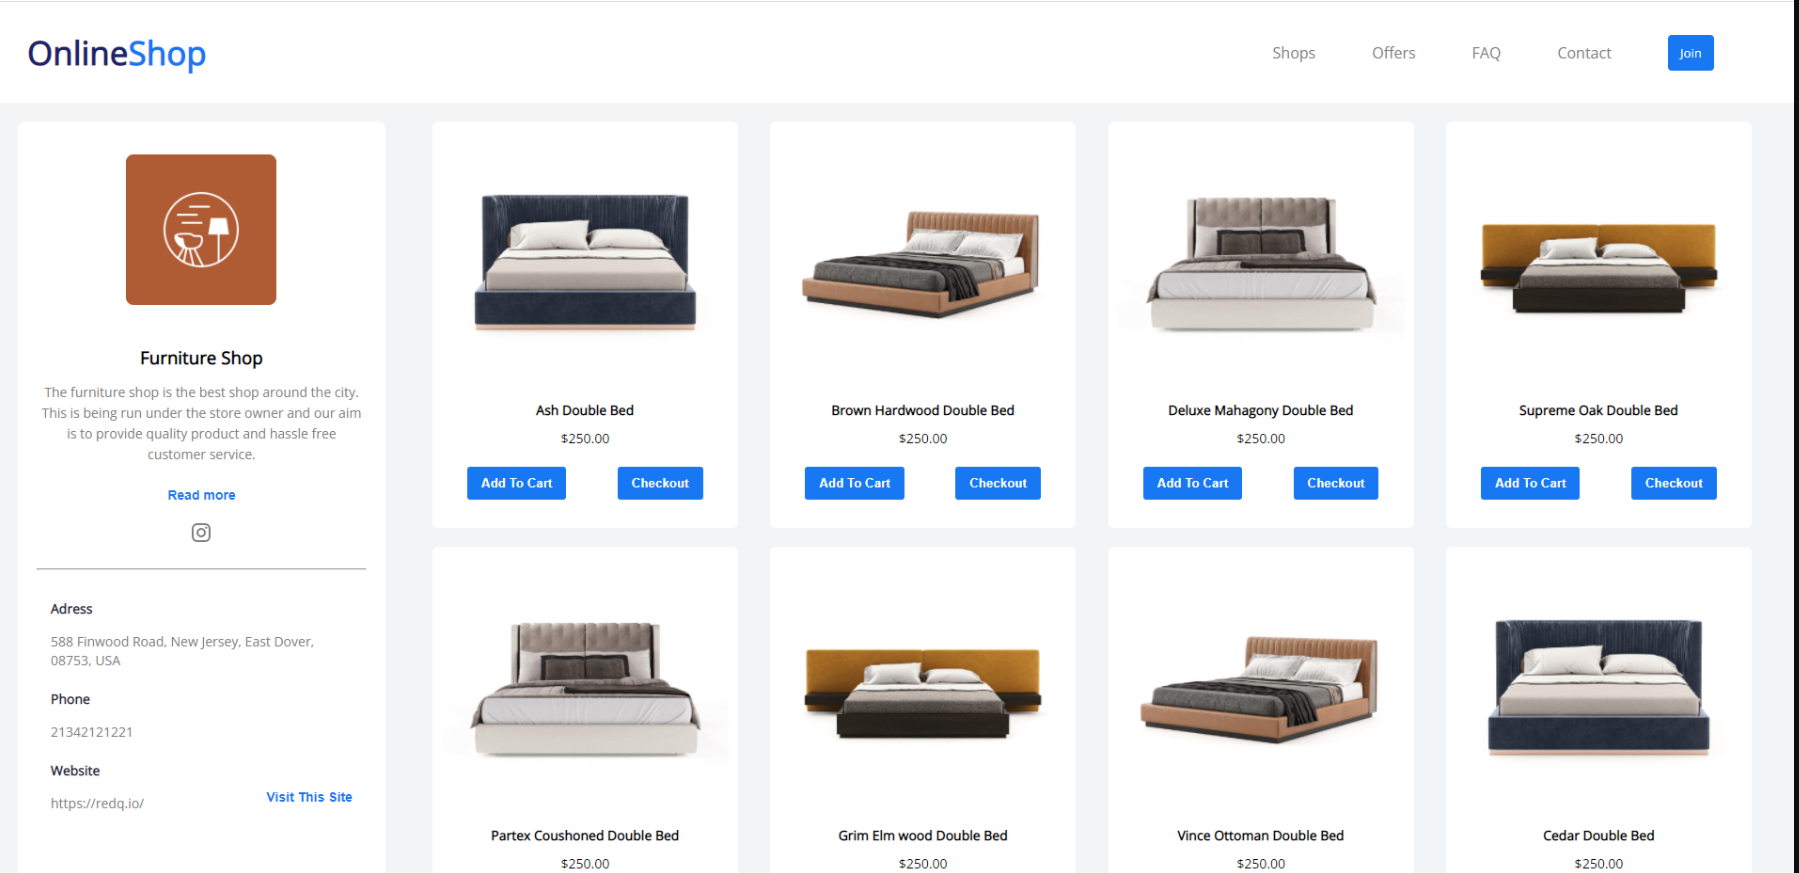 OnlineShop
Shops
Offers
FAQ
Contact
Join
Furniture Shop
The furniture shop is the best shop around the city.
This is being run under the store owner and our aim
is to provide quality product and hassle free
customer service.
Read more
Adress
588 Finwood Road, New Jersey, East Dover,
08753, USA
Phone
21342121221
Website
https://redq.io/
Visit This Site
Ash Double Bed
$250.00
Add To Cart
Checkout
Brown Hardwood Double Bed
$250.00
Add To Cart
Checkout
Deluxe Mahagony Double Bed
$250.00
Add To Cart
Checkout
Supreme Oak Double Bed
$250.00
Add To Cart
Checkout
Partex Coushoned Double Bed
$250.00
Grim Elm wood Double Bed
$250.00
Vince Ottoman Double Bed
$250.00
Cedar Double Bed
$250.00